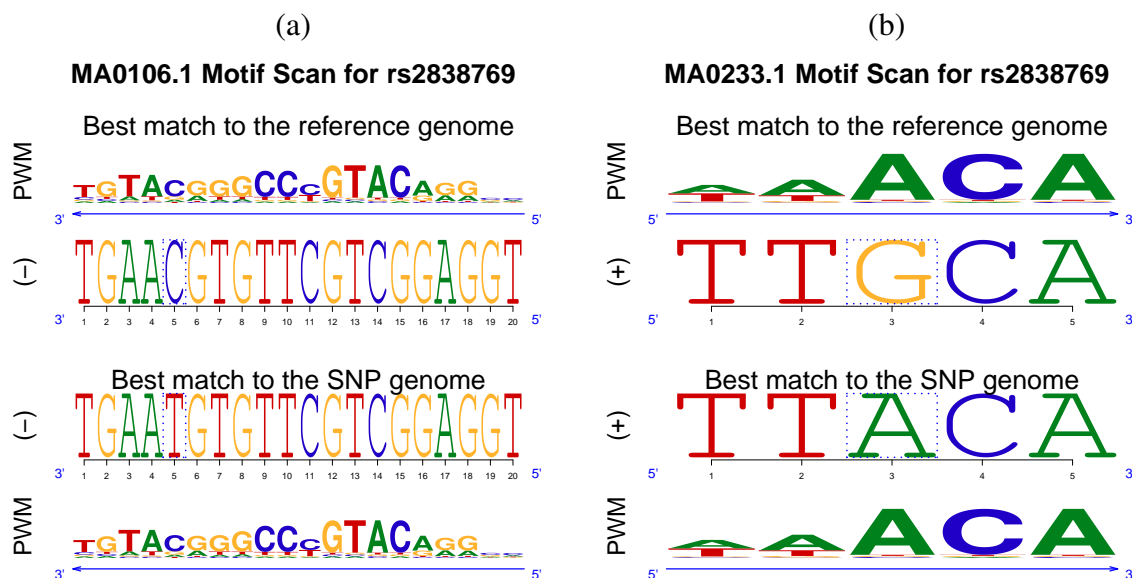 (a)
MA0106.1 Motif Scan for rs2838769
Best match to the reference genome
PWM
TGTACGGGCCCGTACAGG
3' 5'
(−)
TGAACGTGTTCGTCGGAGGT
3' 1 2 3 4 5 6 7 8 9 10 11 12 13 14 15 16 17 18 19 20 5'
Best match to the SNP genome
(−)
TGAATGTGTTCGTCGGAGGT
3' 1 2 3 4 5 6 7 8 9 10 11 12 13 14 15 16 17 18 19 20 5'
PWM
TGTACGGGCCCGTACAGG
3' 5'
(b)
MA0233.1 Motif Scan for rs2838769
Best match to the reference genome
PWM
AAACA
5' 3'
(+)
TTGCA
5' 1 2 3 4 5 3'
Best match to the SNP genome
(+)
TTACA
5' 1 2 3 4 5 3'
PWM
AAACA
5' 3'